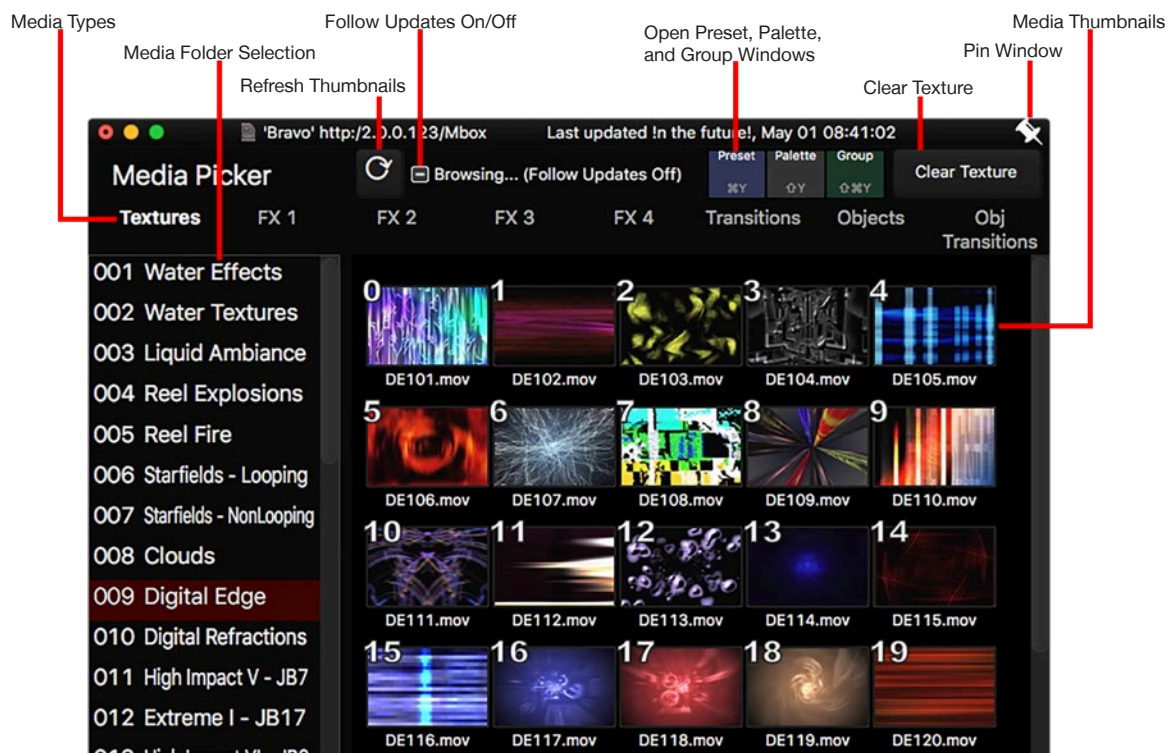 Media Types
Follow Updates On/Off
Media Thumbnails
Open Preset, Palette,
and Group Windows
Media Folder Selection
Pin Window
Refresh Thumbnails
Clear Texture
'Bravo' http:/2.0.0.123/Mbox
Last updated !n the future!, May 01 08:41:02
Media Picker
Browsing... (Follow Updates Off)
Preset
⌘Y
Palette
⇧Y
Group
⇧⌘Y
Clear Texture
Textures
FX 1
FX 2
FX 3
FX 4
Transitions
Objects
Obj
Transitions
001 Water Effects
002 Water Textures
003 Liquid Ambiance
004 Reel Explosions
005 Reel Fire
006 Starfields - Looping
007 Starfields - NonLooping
008 Clouds
009 Digital Edge
010 Digital Refractions
011 High Impact V - JB7
012 Extreme I - JB17
0 1 2 3 4
DE101.mov DE102.mov DE103.mov DE104.mov DE105.mov
5 6 7 8 9
DE106.mov DE107.mov DE108.mov DE109.mov DE110.mov
10 11 12 13 14
DE111.mov DE112.mov DE113.mov DE114.mov DE115.mov
15 16 17 18 19
DE116.mov DE117.mov DE118.mov DE119.mov DE120.mov